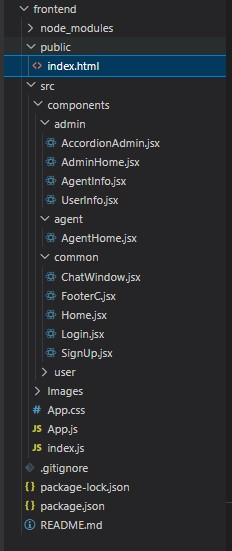 frontend
node_modules
public
<> index.html
src
components
admin
AccordionAdmin.jsx
AdminHome.jsx
AgentInfo.jsx
UserInfo.jsx
agent
AgentHome.jsx
common
ChatWindow.jsx
FooterC.jsx
Home.jsx
Login.jsx
SignUp.jsx
user
Images
# App.css
JS App.js
JS index.js
.gitignore
{} package-lock.json
{} package.json
README.md